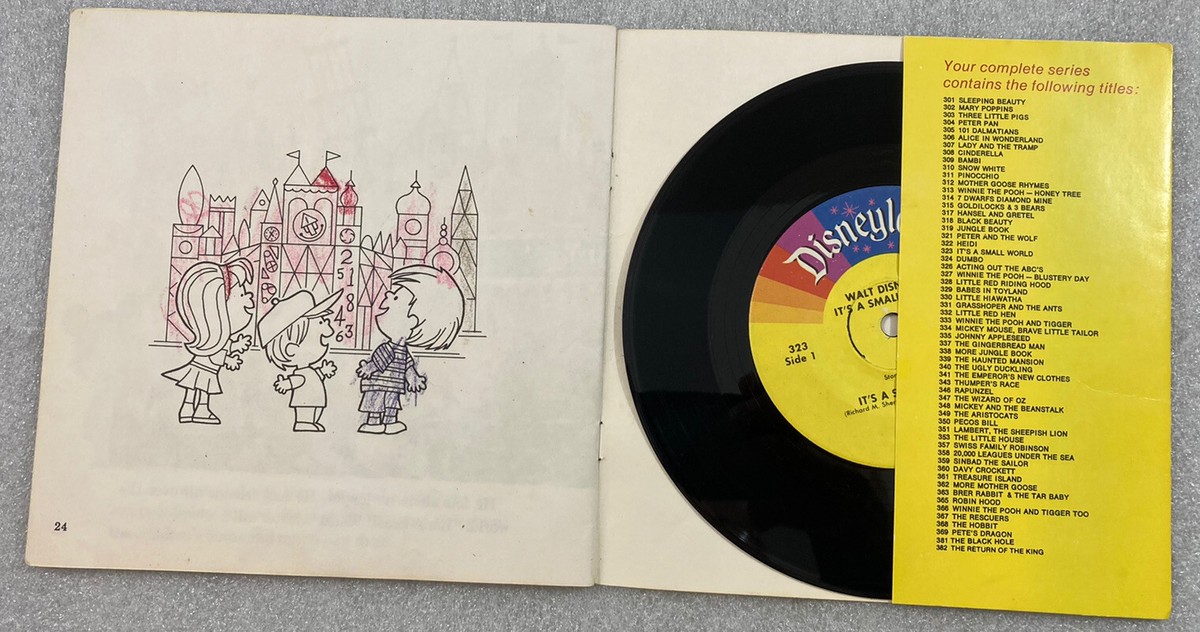 24
2
5 1
8
4
6 3
Disneyla
WALT DISN
IT'S A SMAL
323
Side 1
IT'S A S
(Richard M. She
Your complete series
contains the following titles:
301 SLEEPING BEAUTY
302 MARY POPPINS
303 THREE LITTLE PIGS
304 PETER PAN
305 101 DALMATIANS
306 ALICE IN WONDERLAND
307 LADY AND THE TRAMP
308 CINDERELLA
309 BAMBI
310 SNOW WHITE
311 PINOCCHIO
312 MOTHER GOOSE RHYMES
313 WINNIE THE POOH — HONEY TREE
314 7 DWARFS DIAMOND MINE
315 GOLDILOCKS & 3 BEARS
317 HANSEL AND GRETEL
318 BLACK BEAUTY
319 JUNGLE BOOK
321 PETER AND THE WOLF
322 HEIDI
323 IT'S A SMALL WORLD
324 DUMBO
326 ACTING OUT THE ABC'S
327 WINNIE THE POOH — BLUSTERY DAY
328 LITTLE RED RIDING HOOD
329 BABES IN TOYLAND
330 LITTLE HIAWATHA
331 GRASSHOPPER AND THE ANTS
332 LITTLE RED HEN
333 WINNIE THE POOH AND TIGGER
334 MICKEY MOUSE, BRAVE LITTLE TAILOR
335 JOHNNY APPLESEED
337 THE GINGERBREAD MAN
338 MORE JUNGLE BOOK
339 THE HAUNTED MANSION
340 THE UGLY DUCKLING
341 THE EMPEROR'S NEW CLOTHES
343 THUMPER'S RACE
346 RAPUNZEL
347 THE WIZARD OF OZ
348 MICKEY AND THE BEANSTALK
349 THE ARISTOCATS
350 PECOS BILL
351 LAMBERT, THE SHEEPISH LION
353 THE LITTLE HOUSE
357 SWISS FAMILY ROBINSON
358 20,000 LEAGUES UNDER THE SEA
359 SINBAD THE SAILOR
360 DAVY CROCKETT
361 TREASURE ISLAND
362 MORE MOTHER GOOSE
363 BRER RABBIT & THE TAR BABY
365 ROBIN HOOD
366 WINNIE THE POOH AND TIGGER TOO
367 THE RESCUERS
368 THE HOBBIT
369 PETE'S DRAGON
381 THE BLACK HOLE
382 THE RETURN OF THE KING